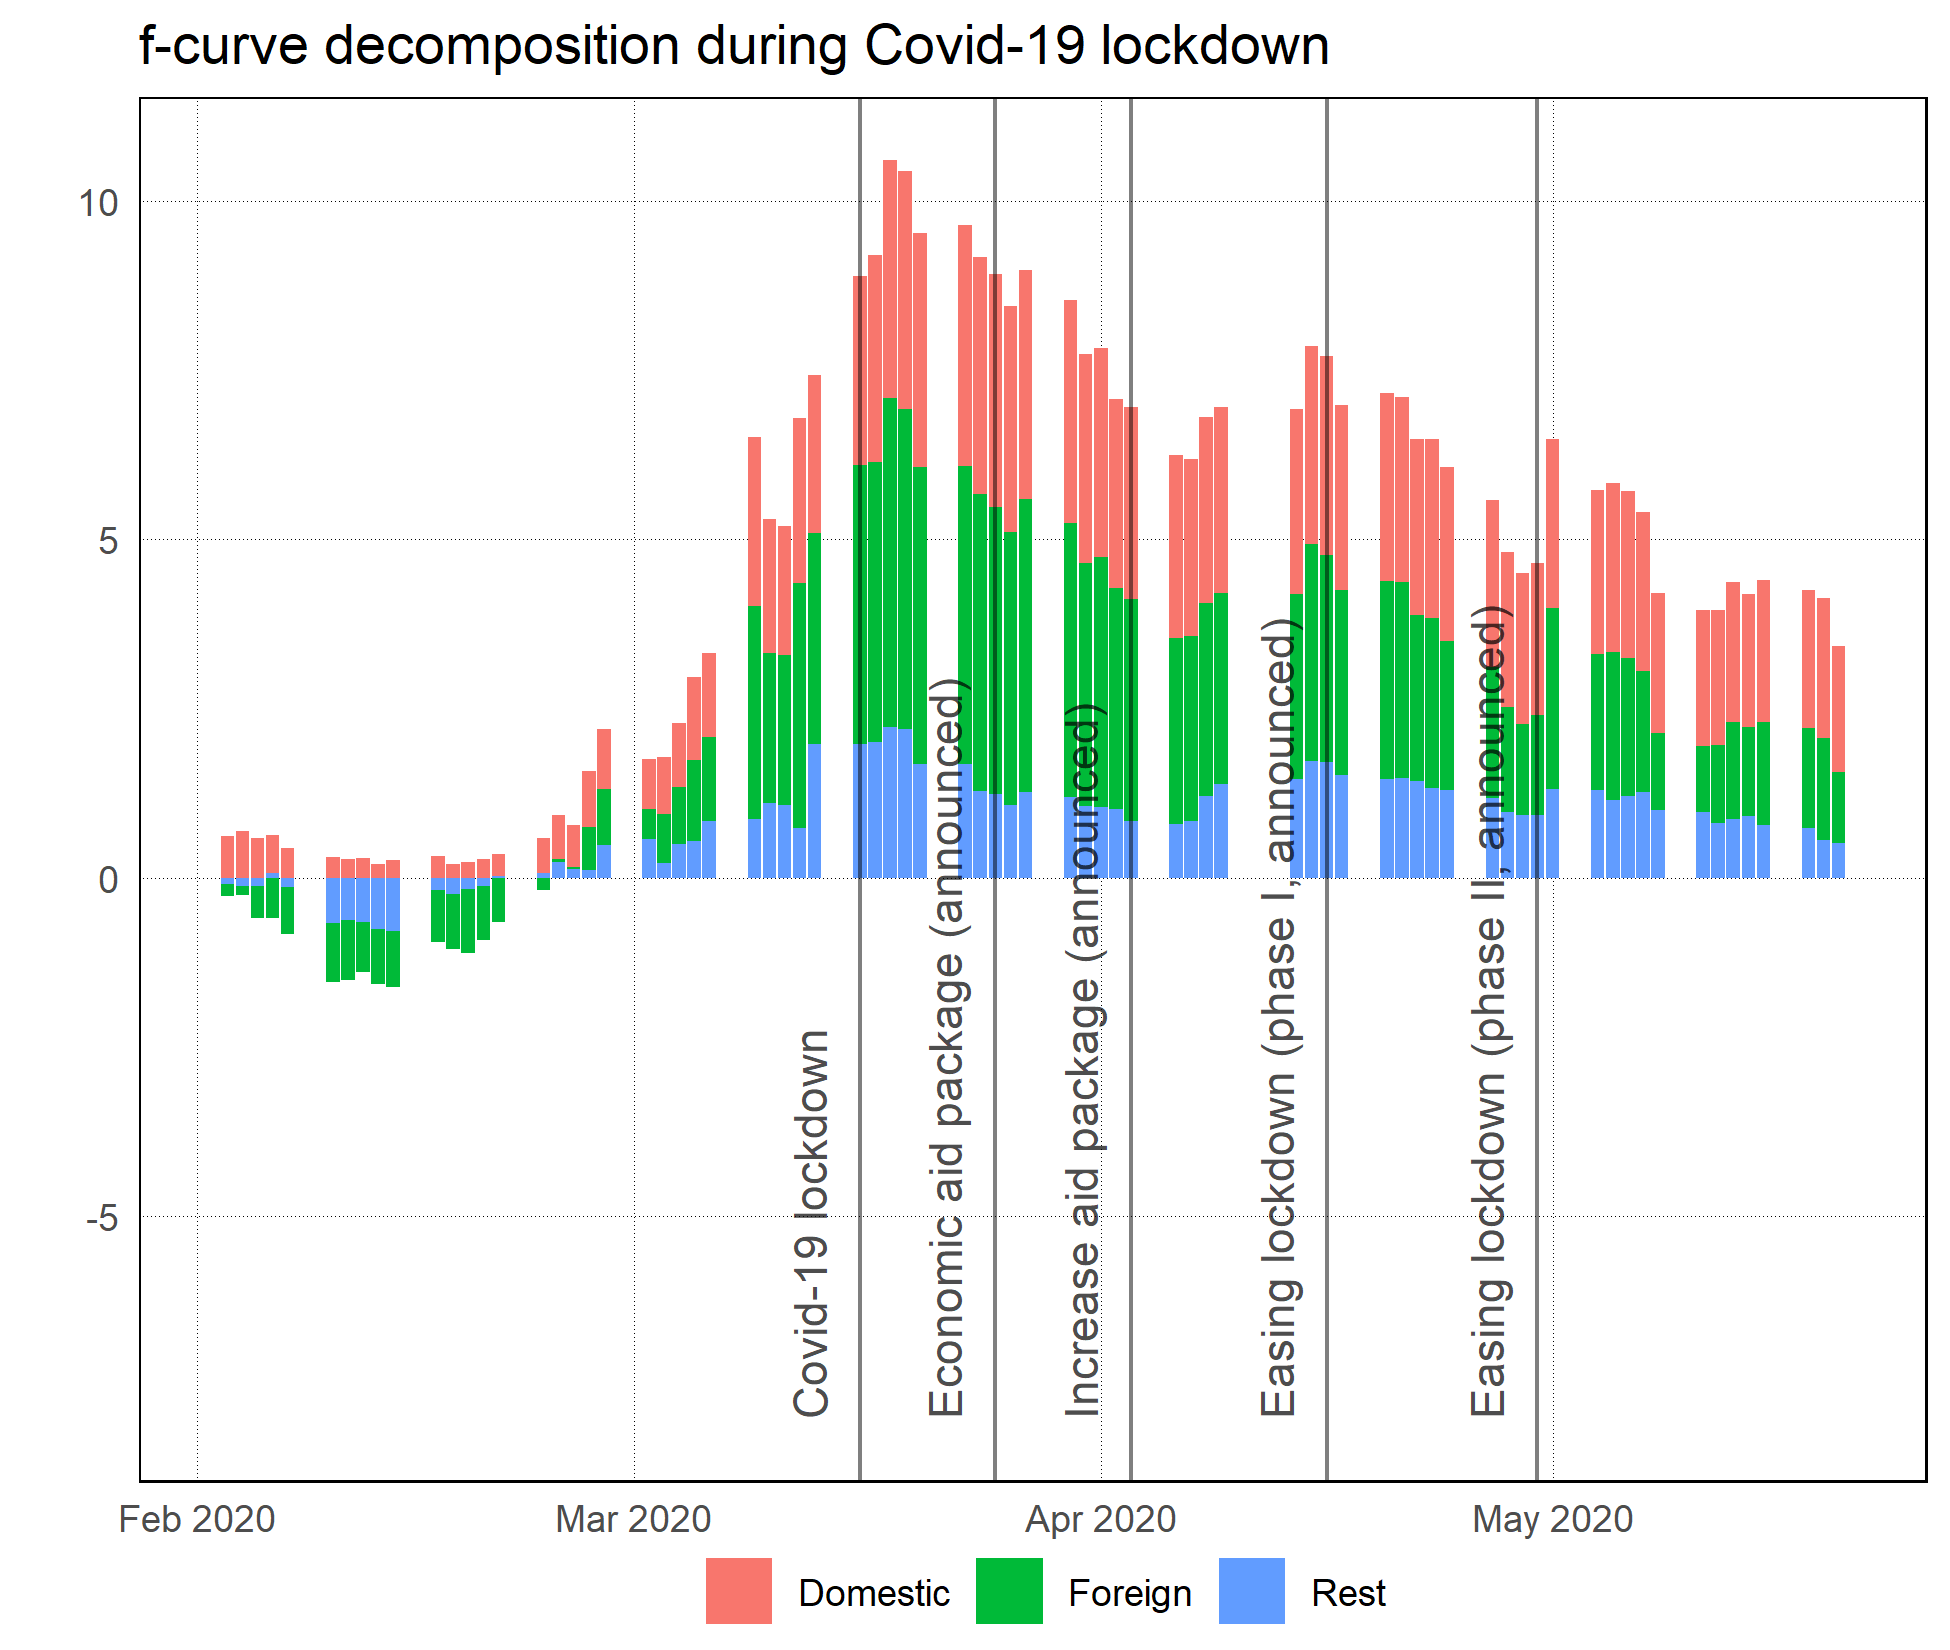 f-curve decomposition during Covid-19 lockdown
10
5
0
-5
Covid-19 lockdown
Economic aid package (announced)
Increase aid package (announced)
Easing lockdown (phase I, announced)
Easing lockdown (phase II, announced)
Feb 2020
Mar 2020
Apr 2020
May 2020
Domestic
Foreign
Rest